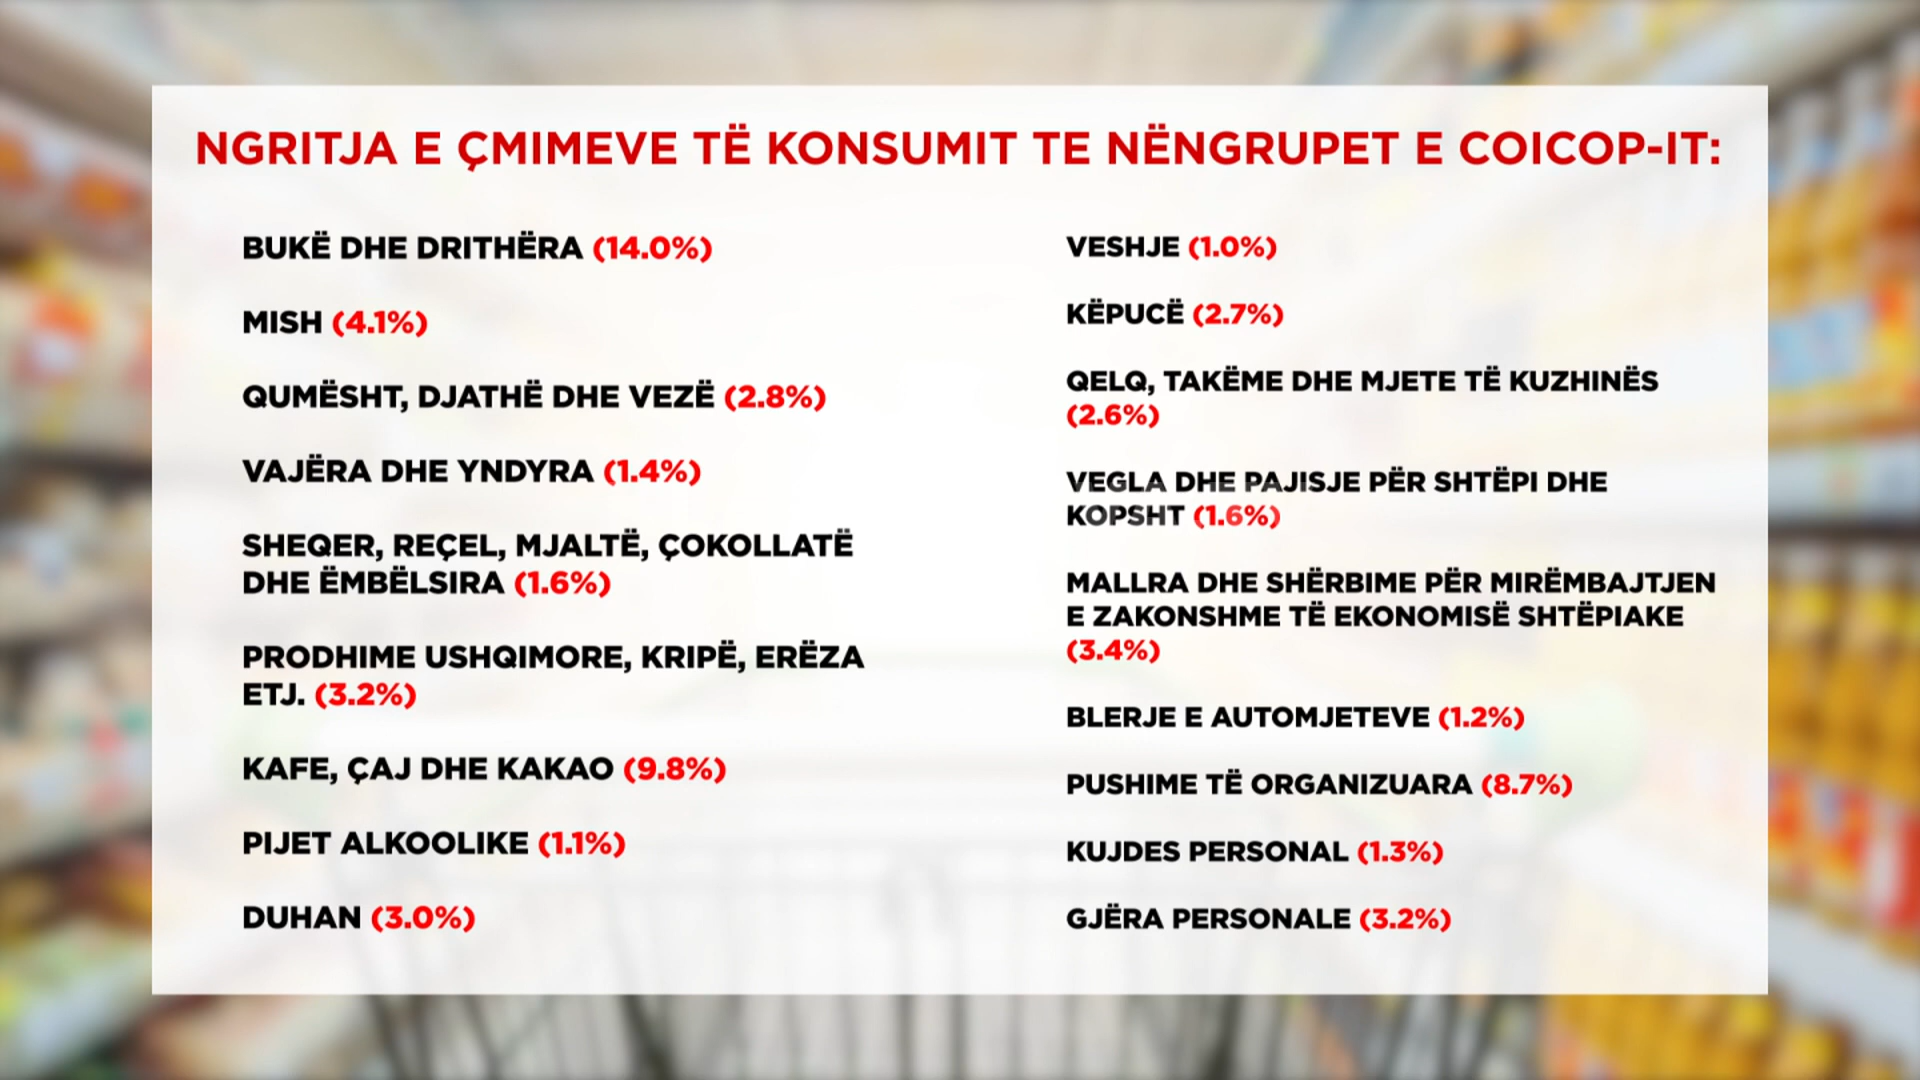 NGRITJA E ÇMIMEVE TË KONSUMIT TE NËNGRUPET E COICOP-IT:
BUKË DHE DRITHËRA (14.0%)
MISH (4.1%)
QUMËSHT, DJATHË DHE VEZË (2.8%)
VAJËRA DHE YNDYRA (1.4%)
SHEQER, REÇEL, MJALTË, ÇOKOLLATË
DHE ËMBËLSIRA (1.6%)
PRODHIME USHQIMORE, KRIPË, ERËZA
ETJ. (3.2%)
KAFE, ÇAJ DHE KAKAO (9.8%)
PIJET ALKOOLIKE (1.1%)
DUHAN (3.0%)
VESHJE (1.0%)
KËPUCË (2.7%)
QELQ, TAKËME DHE MJETE TË KUZHINËS
(2.6%)
VEGLA DHE PAJISJE PËR SHTËPI DHE
KOPSHT (1.6%)
MALLRA DHE SHËRBIME PËR MIRËMBAJTJEN
E ZAKONSHME TË EKONOMISË SHTËPIAKE
(3.4%)
BLERJE E AUTOMJETEVE (1.2%)
PUSHIME TË ORGANIZUARA (8.7%)
KUJDES PERSONAL (1.3%)
GJËRA PERSONALE (3.2%)